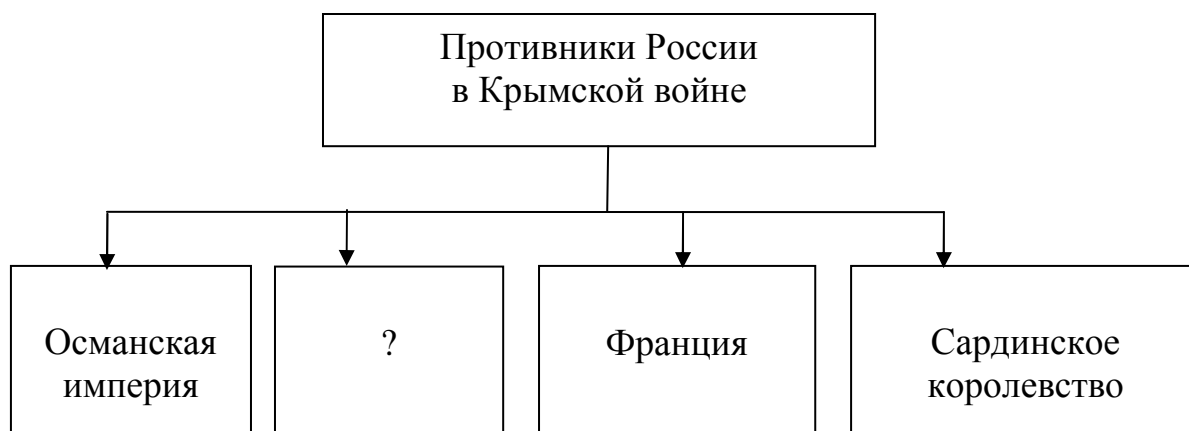 Противники России
в Крымской войне
Османская
империя
?
Франция
Сардинское
королевство